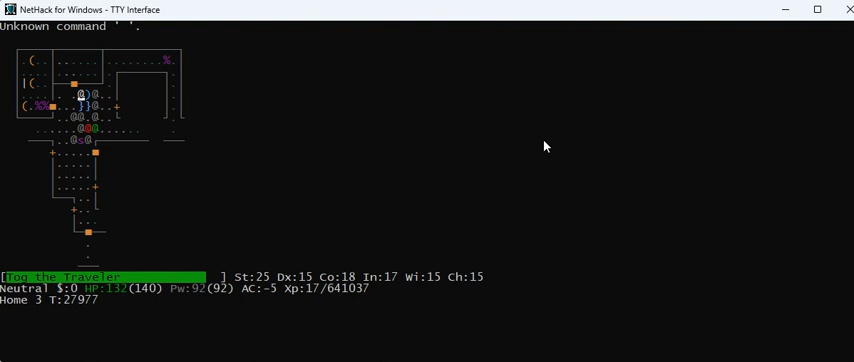 NetHack for Windows - TTY Interface
Unknown command ' '.
[Tog the Traveler ] St:25 Dx:15 Co:18 In:17 Wi:15 Ch:15
Neutral $:0 HP:132(140) Pw:92(92) AC:-5 Xp:17/641037
Home 3 T:27977